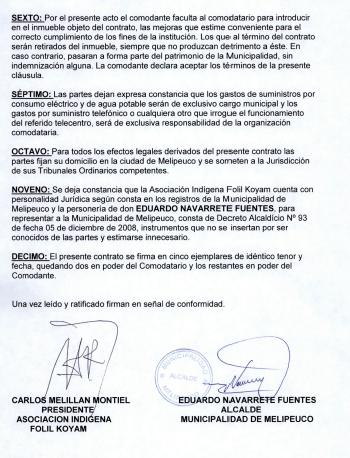 SEXTO: Por el presente acto el comodante faculta al comodatario para introducir
en el inmueble objeto del contrato, las mejoras que estime conveniente para el
correcto cumplimiento de los fines de la institución. Los que al término del contrato
serán retirados del inmueble, siempre que no produzcan detrimento a éste. En
caso contrario, pasaran a forma parte del patrimonio de la Municipalidad, sin
indemnización alguna. La comodante declara aceptar los términos de la presente
cláusula.
SÉPTIMO: Las partes dejan expresa constancia que los gastos de suministros por
consumo eléctrico y de agua potable serán de exclusivo cargo municipal y los
gastos por suministro telefónico o cualquiera otro que irrogue el funcionamiento
del referido telecentro, será de exclusiva responsabilidad de la organización
comodataria.
OCTAVO: Para todos los efectos legales derivados del presente contrato las
partes fijan su domicilio en la ciudad de Melipeuco y se someten a la Jurisdicción
de sus Tribunales Ordinarios competentes.
NOVENO: Se deja constancia que la Asociación Indígena Folil Koyam cuenta con
personalidad Jurídica según consta en los registros de la Municipalidad de
Melipeuco y la personería de don EDUARDO NAVARRETE FUENTES, para
representar a la Municipalidad de Melipeuco, consta de Decreto Alcaldício Nº 93
de fecha 05 de diciembre de 2008, instrumentos que no se insertan por ser
conocidos de las partes y estimarse innecesario.
DECIMO: El presente contrato se firma en cinco ejemplares de idéntico tenor y
fecha, quedando dos en poder del Comodatario y los restantes en poder del
Comodante.
Una vez leído y ratificado firman en señal de conformidad.
MUNICIPALIDAD
ALCALDE
CARLOS MELILLAN MONTIEL
PRESIDENTE
ASOCIACION INDIGENA
FOLIL KOYAM
EDUARDO NAVARRETE FUENTES
ALCALDE
MUNICIPALIDAD DE MELIPEUCO